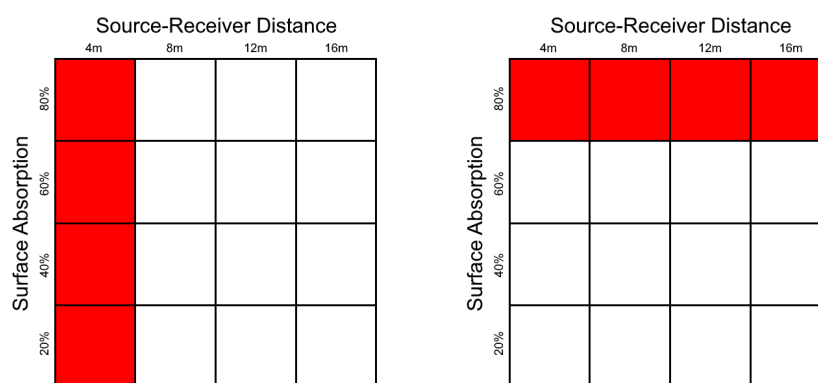 Source-Receiver Distance
4m 8m 12m 16m
Surface Absorption
80%
60%
40%
20%
Source-Receiver Distance
4m 8m 12m 16m
Surface Absorption
80%
60%
40%
20%